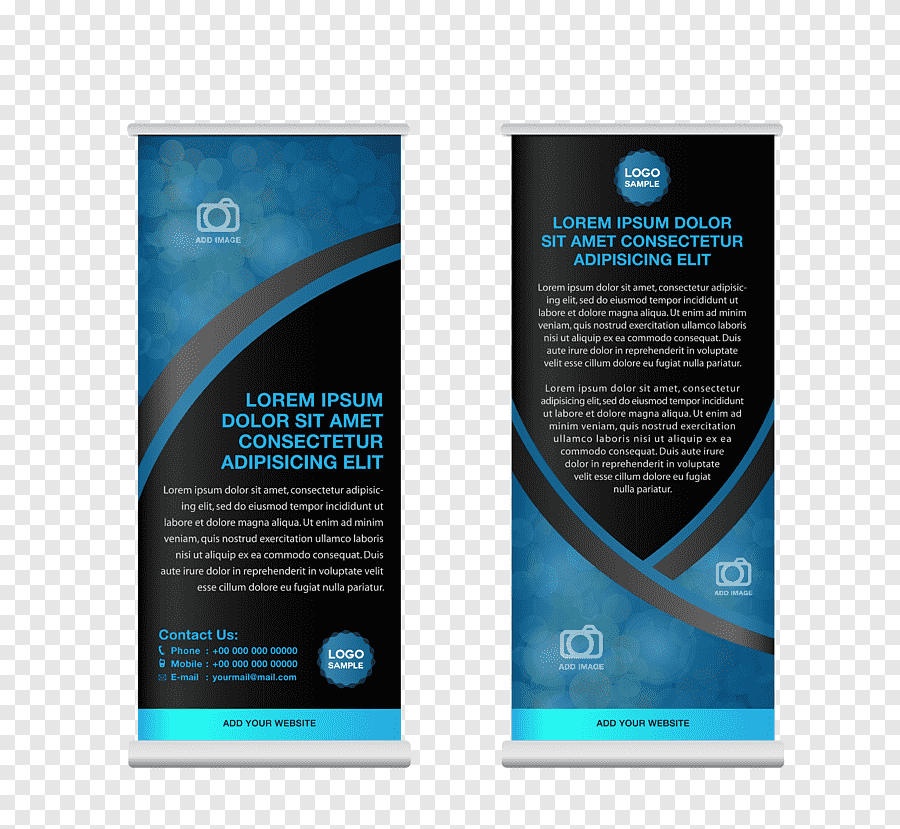 ADD IMAGE
LOREM IPSUM
DOLOR SIT AMET
CONSECTETUR
ADIPISICING ELIT
Lorem ipsum dolor sit amet, consectetur adipisic-
ing elit, sed do eiusmod tempor incididunt ut
labore et dolore magna aliqua. Ut enim ad minim
veniam, quis nostrud exercitation ullamco laboris
nisi ut aliquip ex ea commodo consequat. Duis
aute irure dolor in reprehenderit in voluptate velit
esse cillum dolore eu fugiat nulla pariatur.
Contact Us:
Phone : +00 000 000 00000
Mobile : +00 000 000 00000
E-mail : yourmail@mail.com
LOGO
SAMPLE
ADD YOUR WEBSITE
LOGO
SAMPLE
LOREM IPSUM DOLOR
SIT AMET CONSECTETUR
ADIPISICING ELIT
Lorem ipsum dolor sit amet, consectetur adipisic-
ing elit, sed do eiusmod tempor incididunt ut
labore et dolore magna aliqua. Ut enim ad minim
veniam, quis nostrud exercitation ullamco laboris
nisi ut aliquip ex ea commodo consequat. Duis
aute irure dolor in reprehenderit in voluptate
velit esse cillum dolore eu fugiat nulla pariatur.
Lorem ipsum dolor sit amet, consectetur
adipisicing elit, sed do eiusmod tempor incididunt
ut labore et dolore magna aliqua. Ut enim ad
minim veniam, quis nostrud exercitation
ullamco laboris nisi ut aliquip ex ea
commodo consequat. Duis aute irure
dolor in reprehenderit in voluptate
velit esse cillum dolore eu fugiat
nulla pariatur.
ADD IMAGE
ADD IMAGE
ADD YOUR WEBSITE